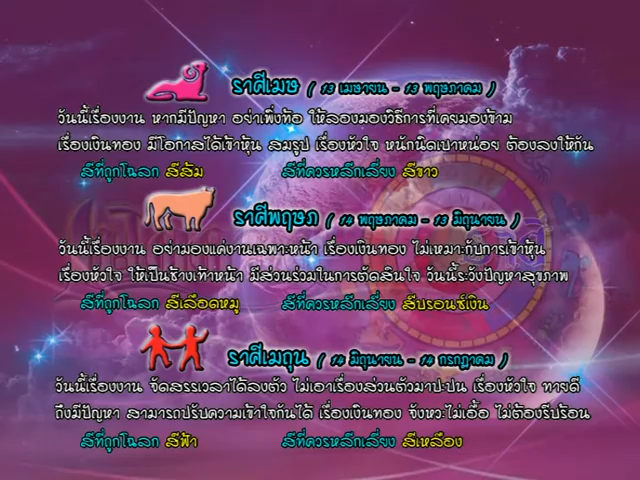 ราศีเมษ ( 13 เมษายน - 13 พฤษภาคม )
วันนี้เรื่องงาน หากมีปัญหา อย่าเพิ่งท้อ ให้ลองมองวิธีการที่เคยมองข้าม
เรื่องเงินทอง มีโอกาสได้เข้าหุ้น สมรูป เรื่องหัวใจ หนักนิดเบาหน่อย ต้องลงให้กัน
สีที่ถูกโฉลก สีส้ม สีที่ควรหลีกเลี่ยง สีขาว
ราศีพฤษภ ( 14 พฤษภาคม - 13 มิถุนายน )
วันนี้เรื่องงาน อย่ามองแค่งานเฉพาะหน้า เรื่องเงินทอง ไม่เหมาะกับการเข้าหุ้น
เรื่องหัวใจ ให้เป็นช้างเท้าหน้า มีส่วนร่วมในการตัดสินใจ วันนี้ระวังปัญหาสุขภาพ
สีที่ถูกโฉลก สีเลือดหมู สีที่ควรหลีกเลี่ยง สีบรอนซ์เงิน
ราศีเมถุน ( 14 มิถุนายน - 14 กรกฎาคม )
วันนี้เรื่องงาน จัดสรรเวลาได้ลงตัว ไม่เอาเรื่องส่วนตัวมาปะปน เรื่องหัวใจ ทายดี
ถึงมีปัญหา สามารถปรับความเข้าใจกันได้ เรื่องเงินทอง จังหวะไม่เอื้อ ไม่ต้องรีบร้อน
สีที่ถูกโฉลก สีฟ้า สีที่ควรหลีกเลี่ยง สีเหลือง